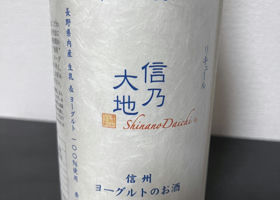 長野県内産 生乳 & ヨーグルト 100%使用
信乃
大地
Shinano Daichi
リキュール
信州
ヨーグルトのお酒